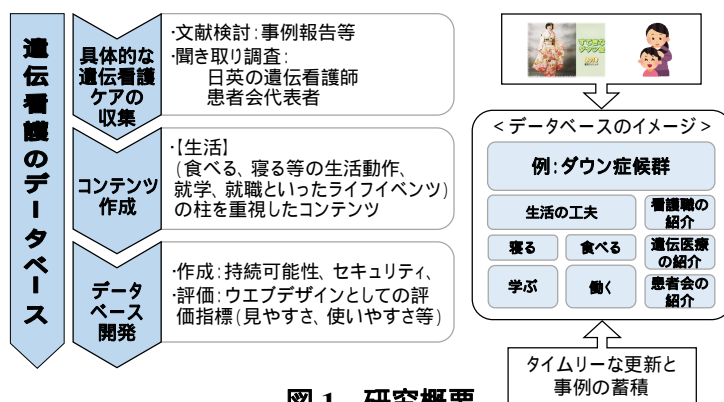 遺伝看護のデータベース
具体的な
遺伝看護
ケアの
収集
・文献検討：事例報告等
・聞き取り調査：
日英の遺伝看護師
患者会代表者
コンテンツ
作成
・【生活】
(食べる、寝る等の生活動作、
就学、就職といったライフイベンツ)
の柱を重視したコンテンツ
データ
ベース
開発
・作成：持続可能性、セキュリティ、
・評価：ウエブデザインとしての評
価指標(見やすさ、使いやすさ等)
＜データベースのイメージ＞
例：ダウン症候群
生活の工夫
寝る
食べる
学ぶ
働く
看護職の
紹介
遺伝医療
の紹介
患者会の
紹介
タイムリーな更新と
事例の蓄積
図1 研究概要